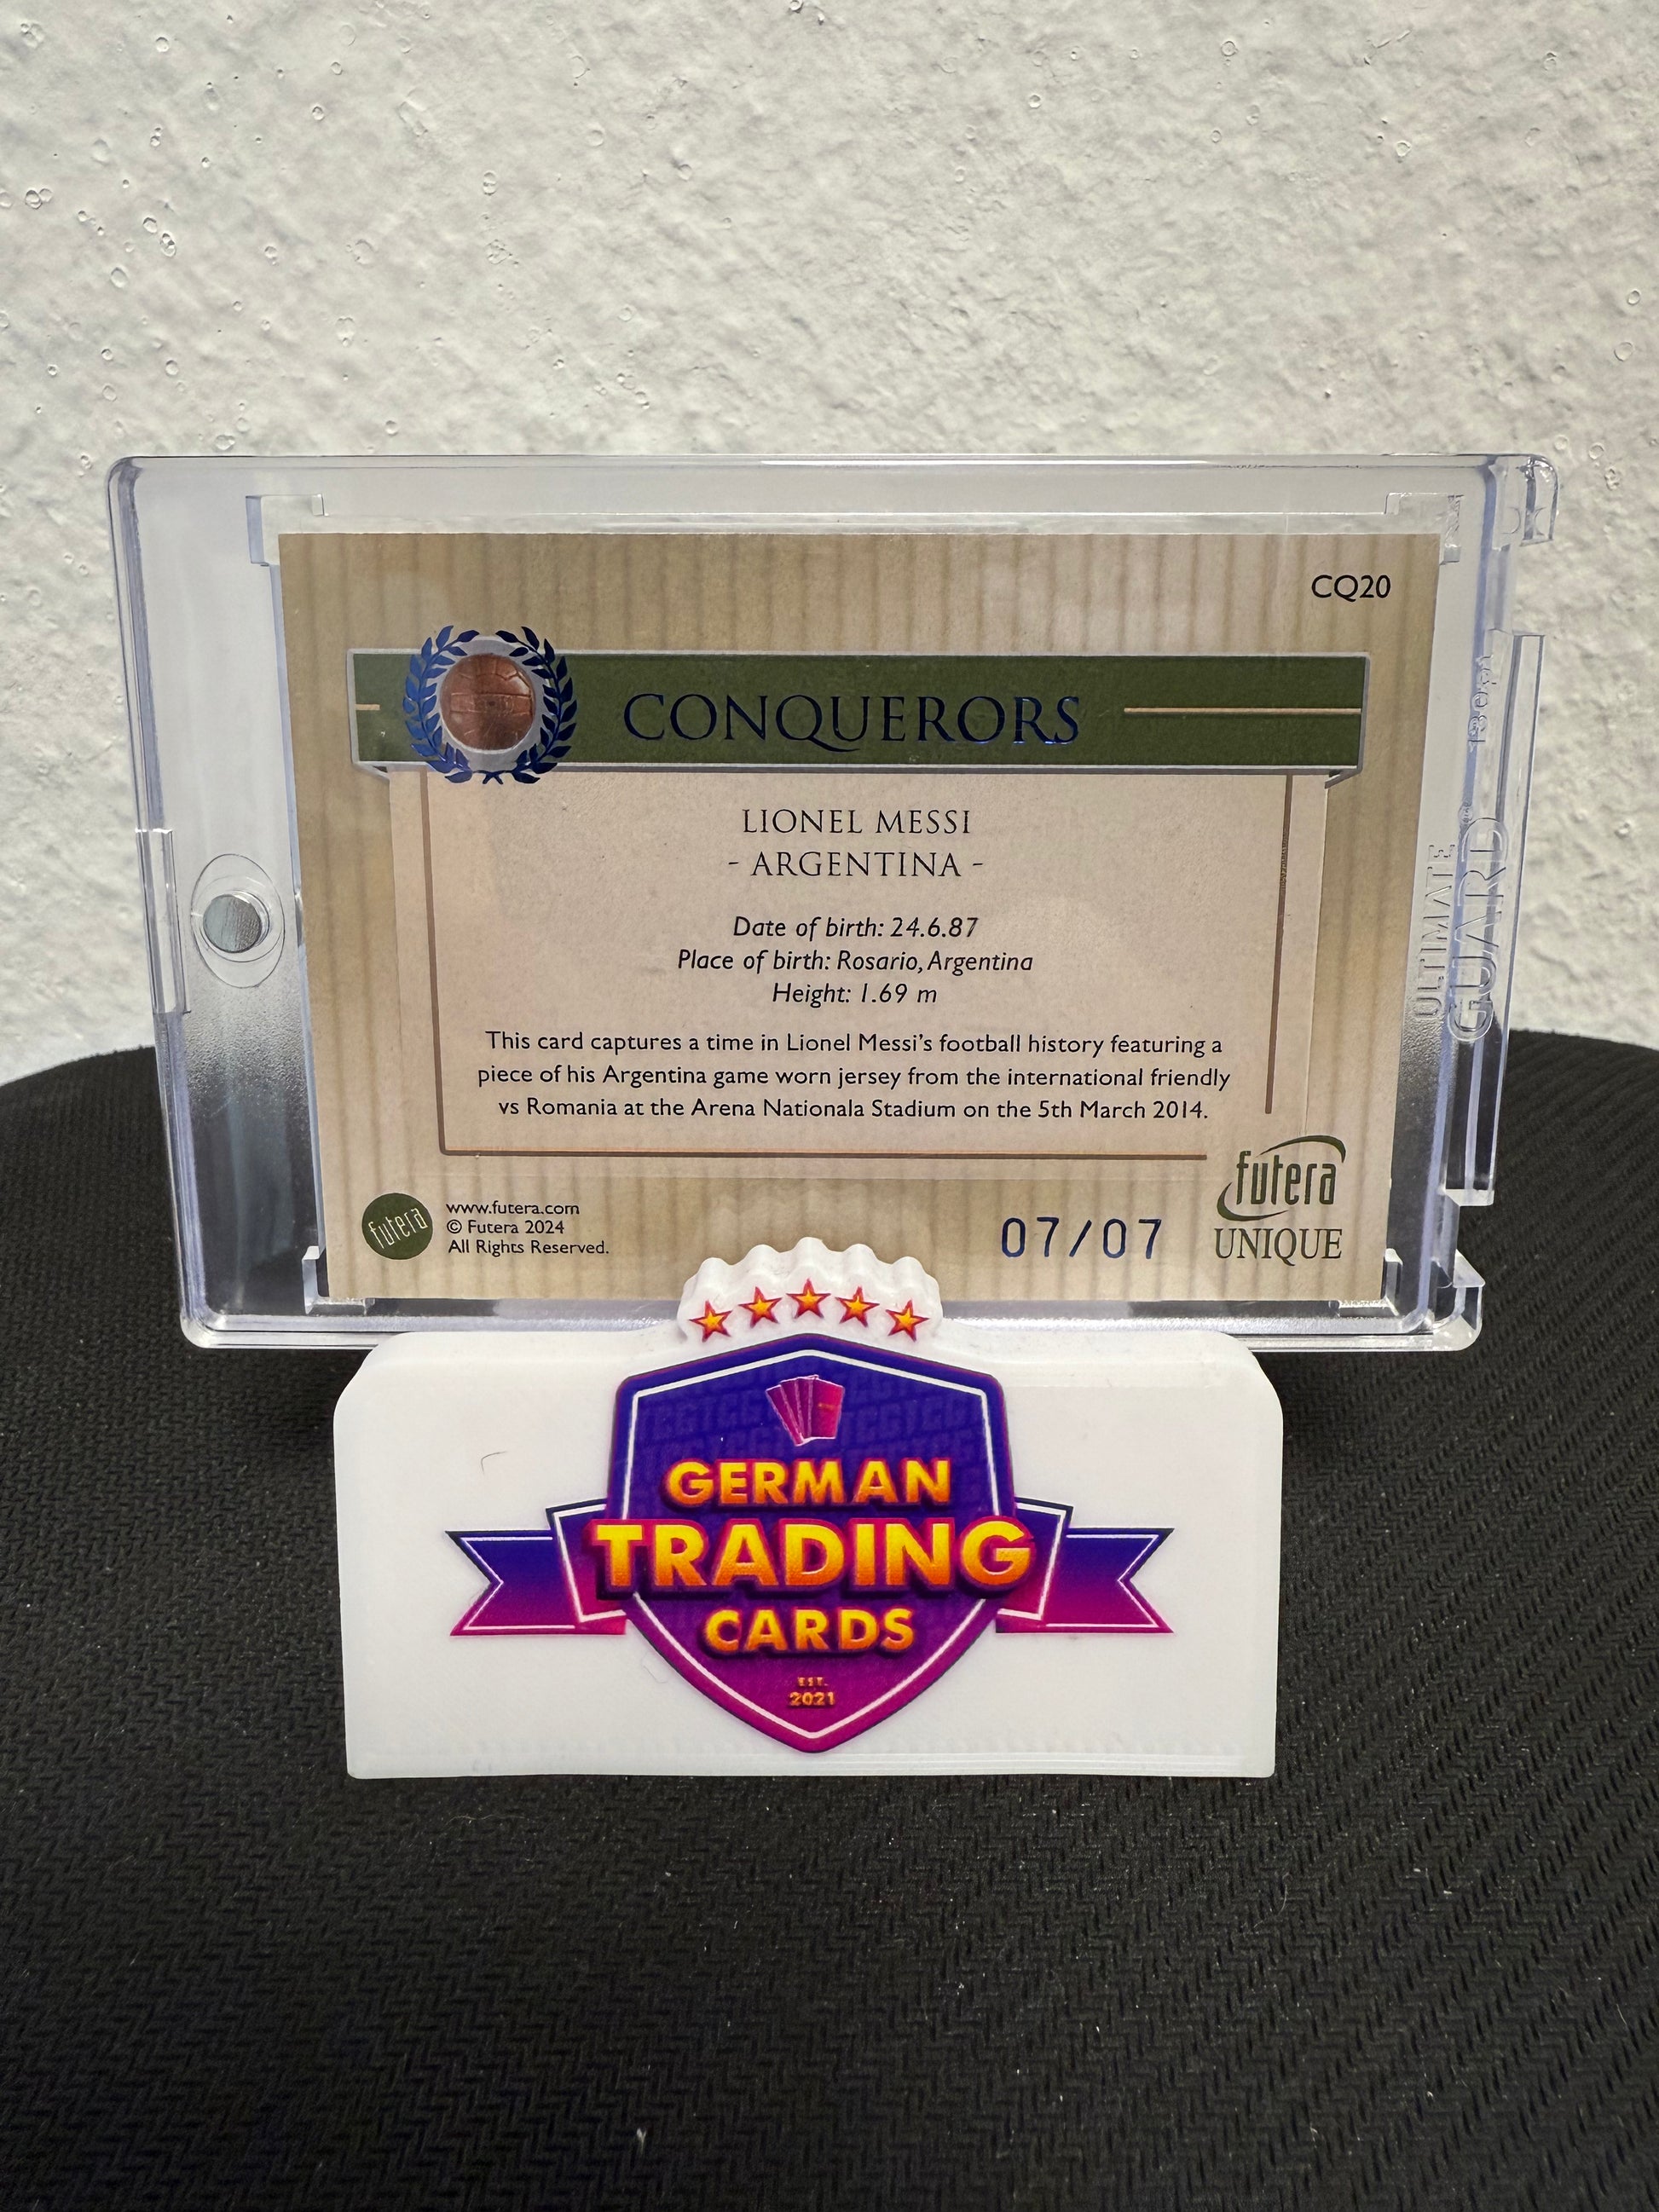 CQ20
CONQUERORS
LIONEL MESSI
- ARGENTINA -
Date of birth: 24.6.87
Place of birth: Rosario, Argentina
Height: 1.69 m
This card captures a time in Lionel Messi's football history featuring a
piece of his Argentina game worn jersey from the international friendly
vs Romania at the Arena Nationala Stadium on the 5th March 2014.
futera
www.futera.com
© Futera 2024
All Rights Reserved.
07/07
futera
UNIQUE
ULTIMATE
GUARD
GERMAN
TRADING
CARDS
EST.
2021